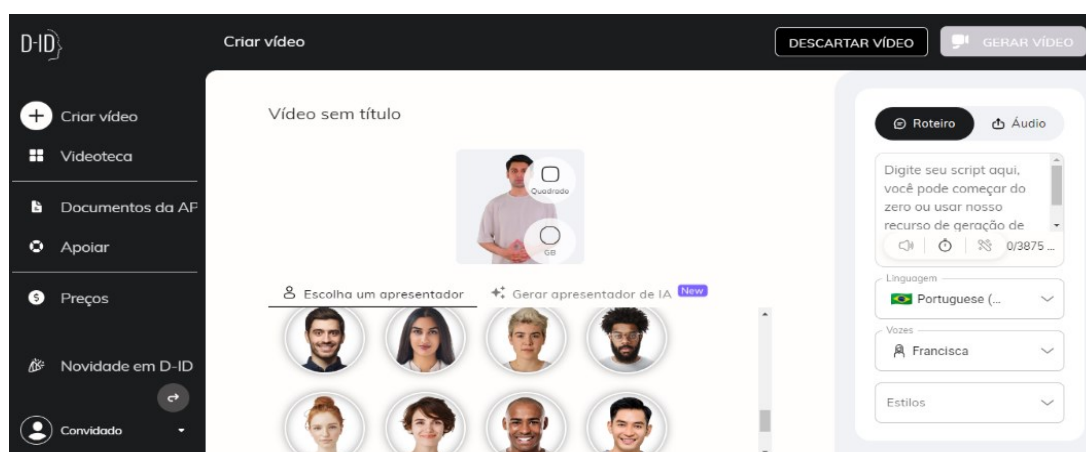 D-ID
Criar vídeo
DESCARTAR VÍDEO
GERAR VÍDEO
Criar vídeo
Videoteca
Documentos da AF
Apoiar
Preços
Novidade em D-ID
Convidado
Vídeo sem título
Quadrado
GB
Escolha um apresentador
Gerar apresentador de IA New
Roteiro
Áudio
Digite seu script aqui,
você pode começar do
zero ou usar nosso
recurso de geração de
0/3875 ...
Linguagem
Portuguese (...
Vozes
Francisca
Estilos